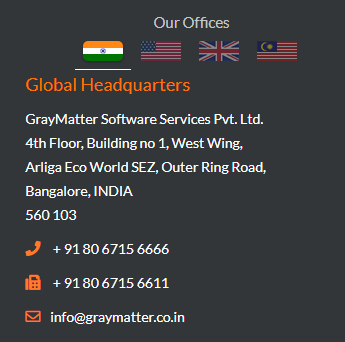 Our Offices
Global Headquarters
GrayMatter Software Services Pvt. Ltd.
4th Floor, Building no 1, West Wing,
Arliga Eco World SEZ, Outer Ring Road,
Bangalore, INDIA
560 103
+ 91 80 6715 6666
+ 91 80 6715 6611
info@graymatter.co.in